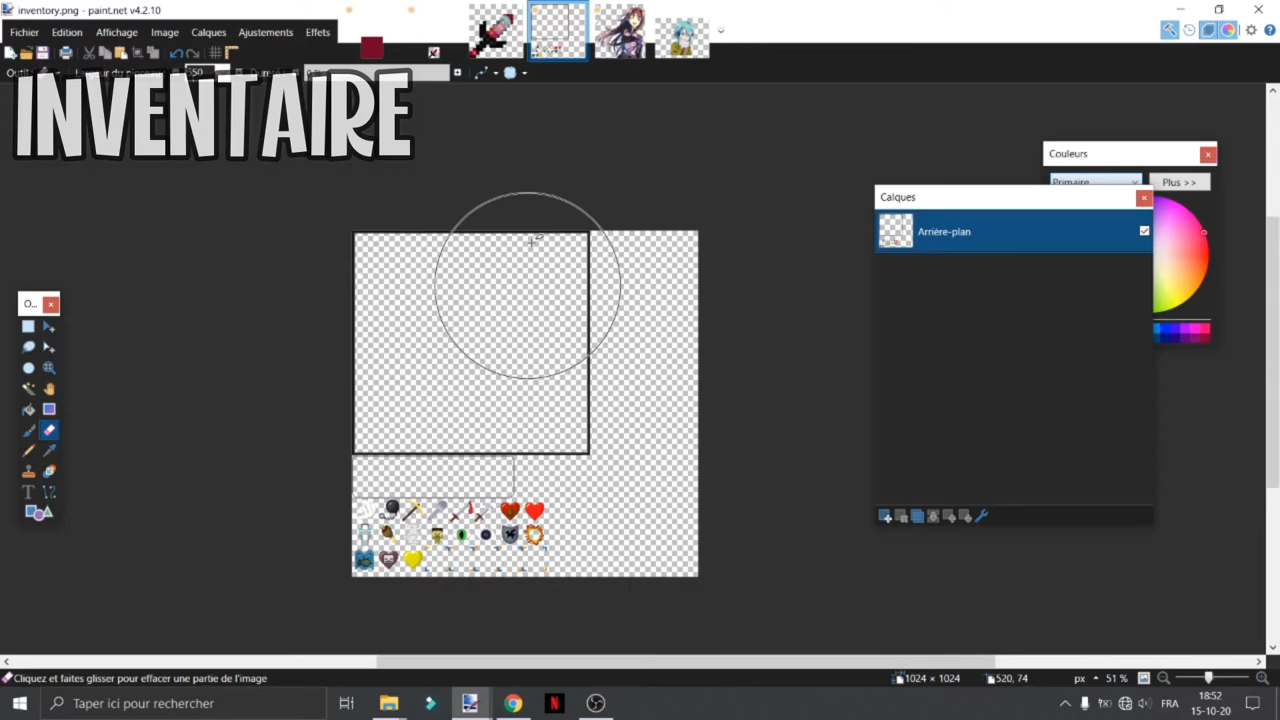 inventory.png - paint.net v4.2.10
Fichier Edition Affichage Image Calques Ajustements Effets
INVENTAIRE
Couleurs
Primaire
Plus >>
Calques
Arrière-plan
O...
Cliquez et faites glisser pour effacer une partie de l'image
1024 × 1024
520, 74
px
51 %
Taper ici pour rechercher
FRA
18:52
15-10-20